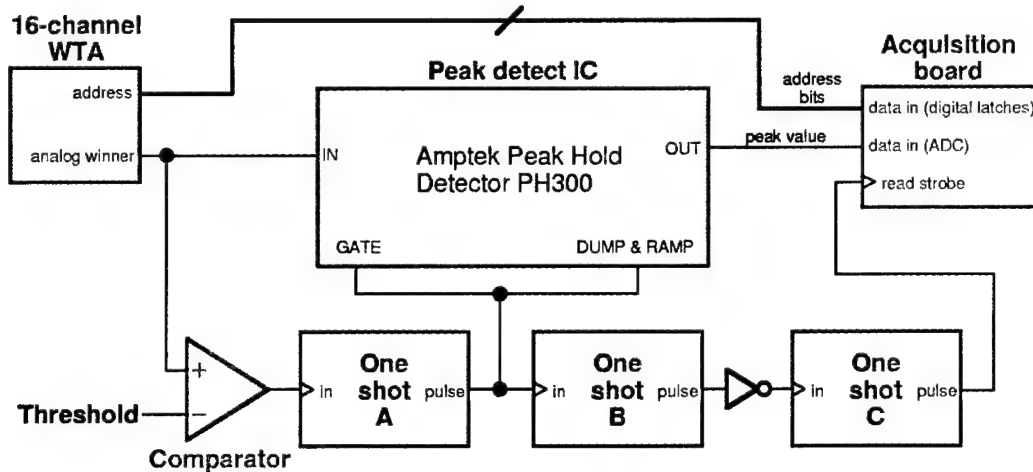 16-channel
WTA
address
analog winner
Peak detect IC
IN
Amptek Peak Hold
Detector PH300
OUT
GATE
DUMP & RAMP
address
bits
peak value
Acquisition
board
data in (digital latches)
data in (ADC)
read strobe
+
−
Threshold
Comparator
in
One
shot
A
pulse
in
One
shot
B
pulse
in
One
shot
C
pulse